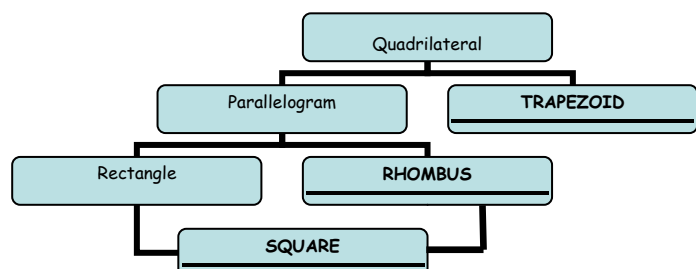 Quadrilateral
Parallelogram
TRAPEZOID
Rectangle
RHOMBUS
SQUARE